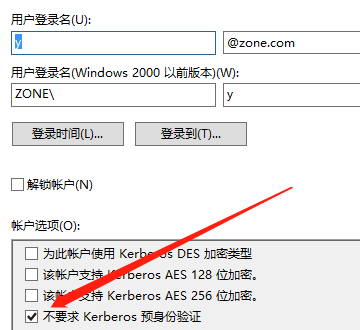 用户登录名(U):
y @zone.com
用户登录名(Windows 2000 以前版本)(W):
ZONE\ y
登录时间(L)... 登录到(T)...
解锁帐户(N)
帐户选项(O):
为此帐户使用 Kerberos DES 加密类型
该帐户支持 Kerberos AES 128 位加密。
该帐户支持 Kerberos AES 256 位加密。
不要求 Kerberos 预身份验证